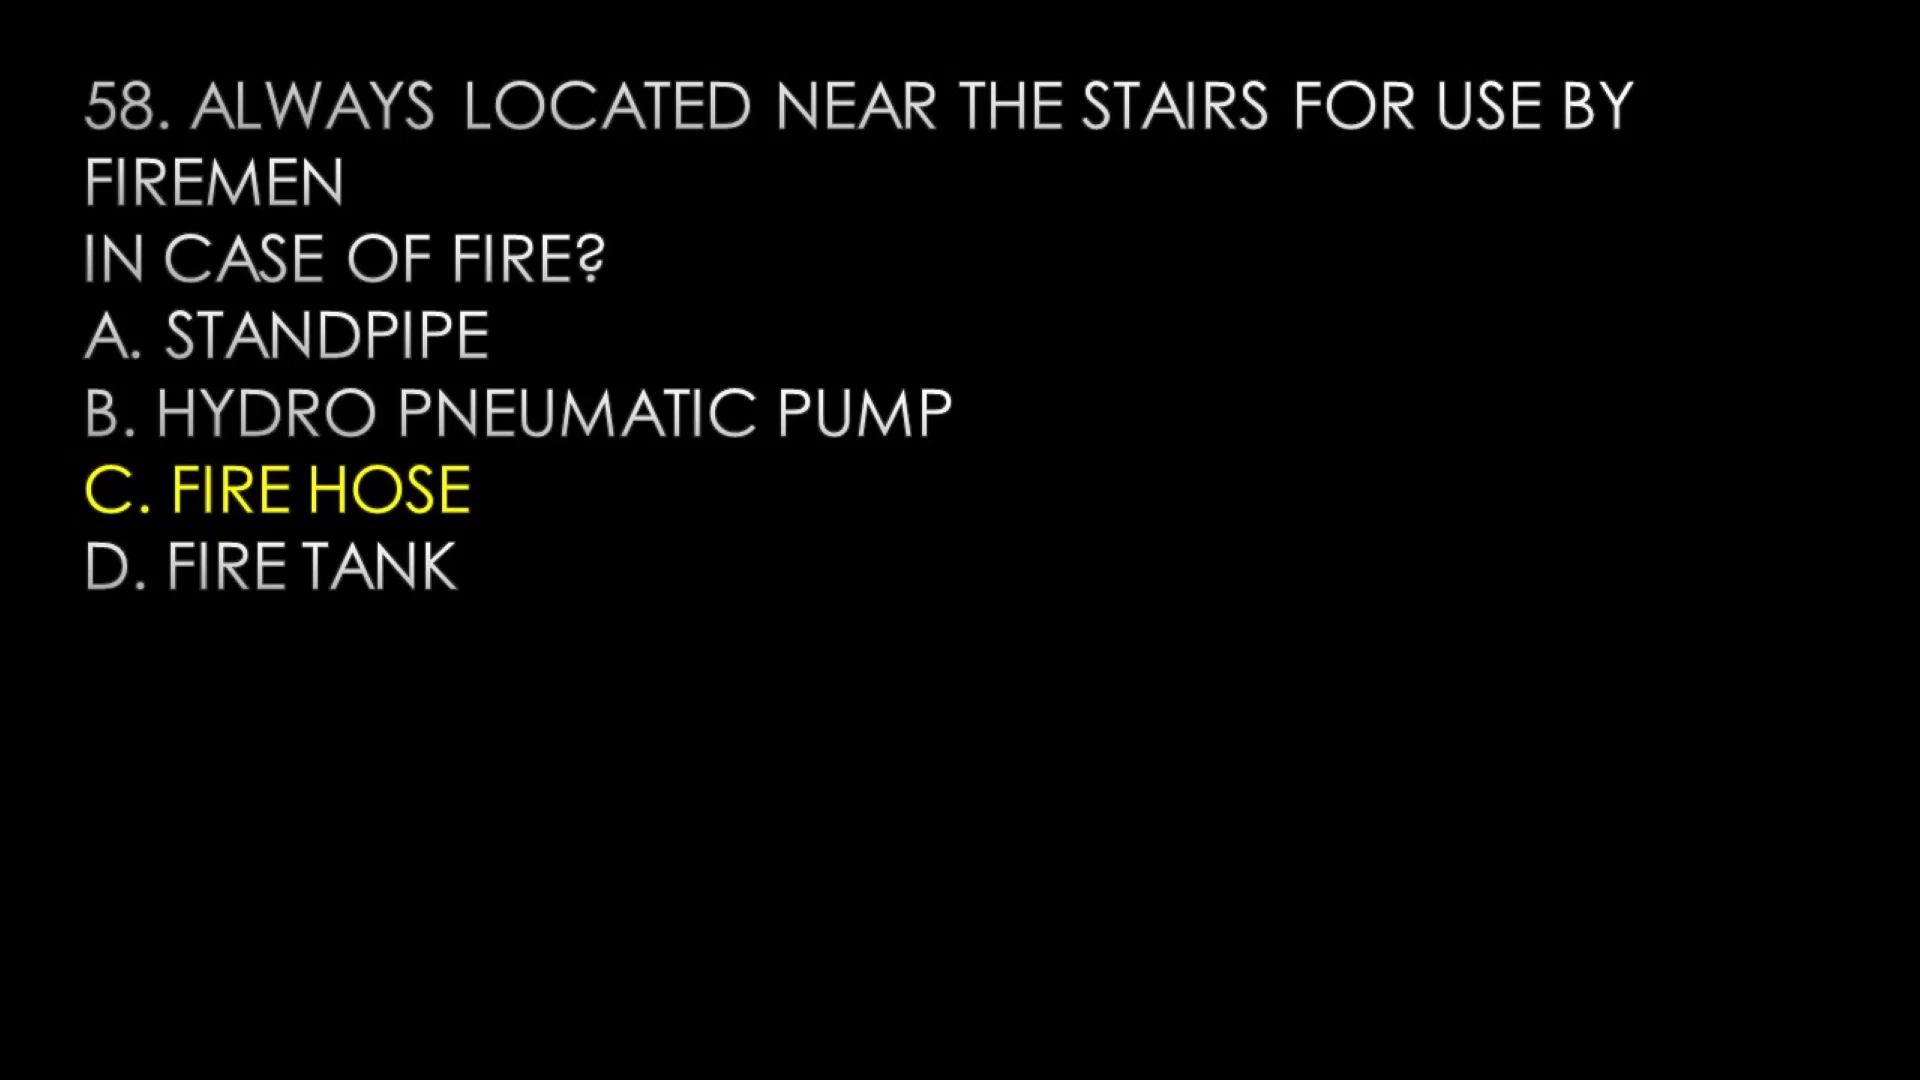 58. ALWAYS LOCATED NEAR THE STAIRS FOR USE BY
FIREMEN
IN CASE OF FIRE?
A. STANDPIPE
B. HYDRO PNEUMATIC PUMP
C. FIRE HOSE
D. FIRE TANK